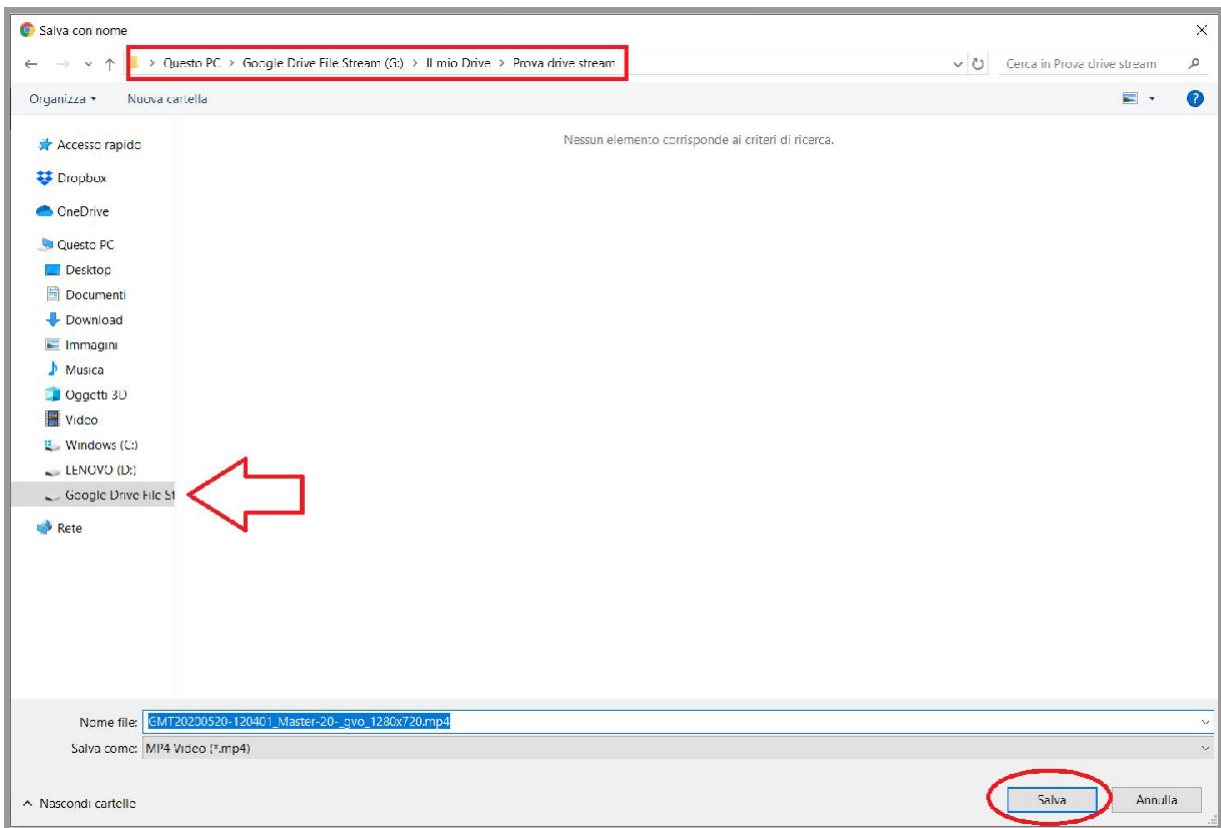 Salva con nome
> Questo PC > Google Drive File Stream (G:) > Il mio Drive > Prova drive stream
Cerca in Prova drive stream
Organizza Nuova cartella
Nessun elemento corrisponde ai criteri di ricerca.
Accesso rapido
Dropbox
OneDrive
Questo PC
Desktop
Documenti
Download
Immagini
Musica
Oggetti 3D
Video
Windows (C:)
LENOVO (D:)
Google Drive File St
Rete
Nome file: GMT20200520-120401_Master-20-_gvo_1280x720.mp4
Salva come: MP4 Video (*.mp4)
Nascondi cartelle
Salva Annulla